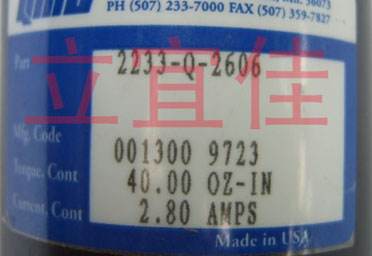 56073
PH (507) 233-7000 FAX (507) 359-7827
Part 2233-Q-2606
立宜佳
Mfg. Code 001300 9723
Torque, Cont 40.00 OZ-IN
Current, Cont 2.80 AMPS
Made in USA